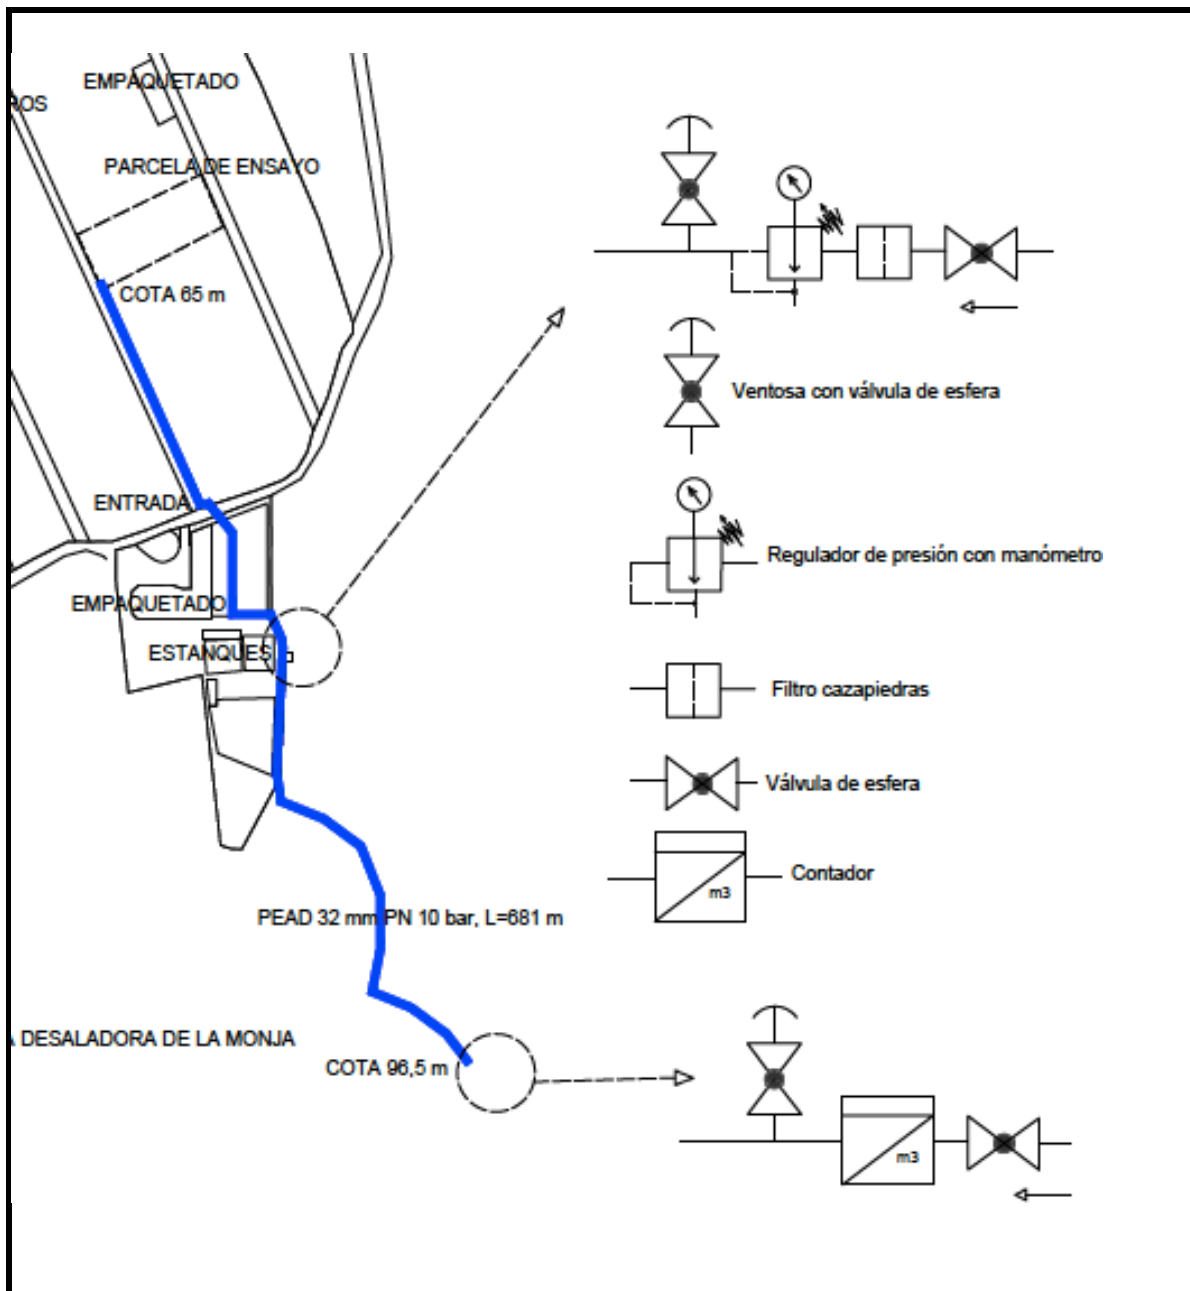 EMPAQUETADO
ROS
PARCELA DE ENSAYO
COTA 65 m
Ventosa con válvula de esfera
ENTRADA
Regulador de presión con manómetro
EMPAQUETADO
ESTANQUES
Filtro cazapiedras
Válvula de esfera
Contador
m3
PEAD 32 mm PN 10 bar, L=681 m
A DESALADORA DE LA MONJA
COTA 96,5 m
m3